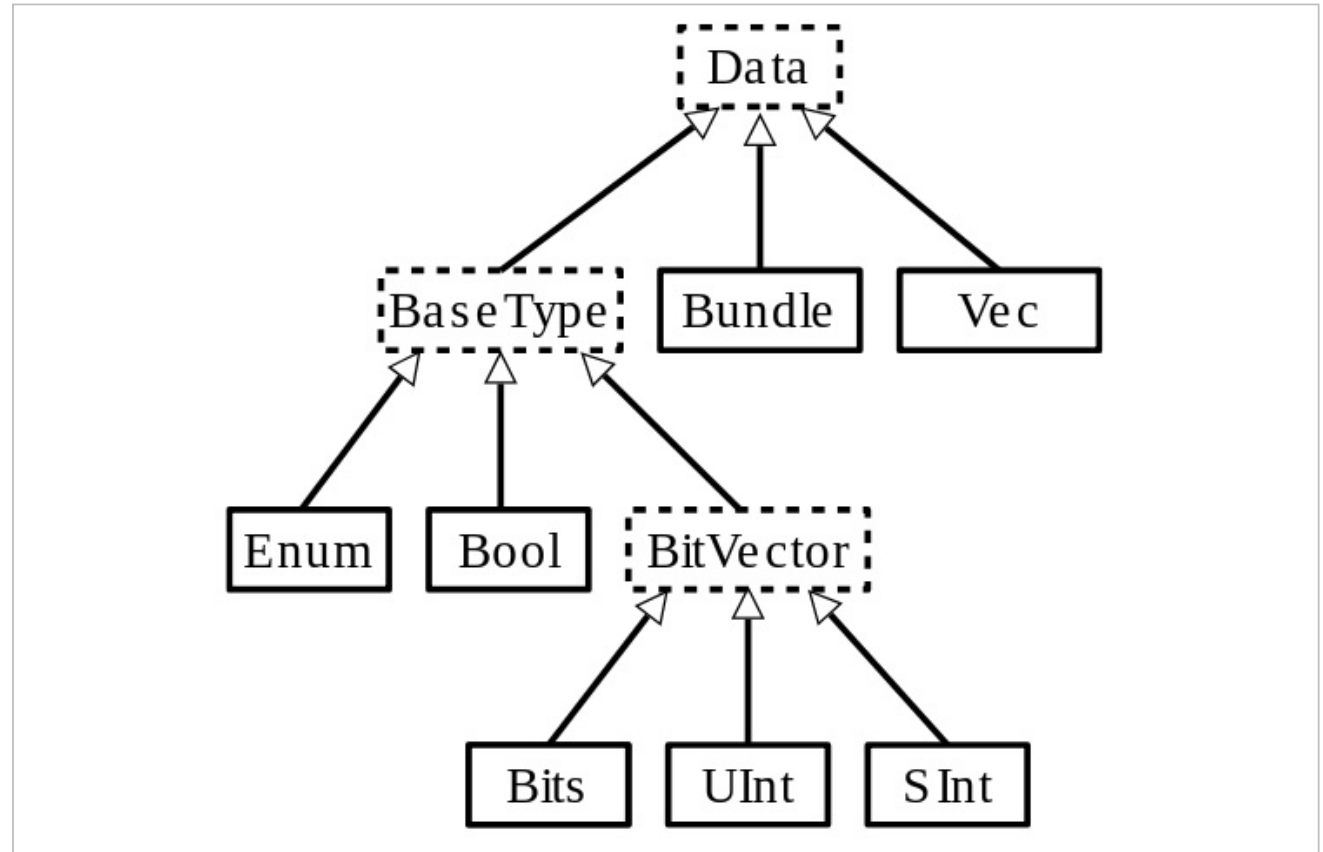 Data
BaseType
Bundle
Vec
Enum
Bool
BitVector
Bits
UInt
SInt